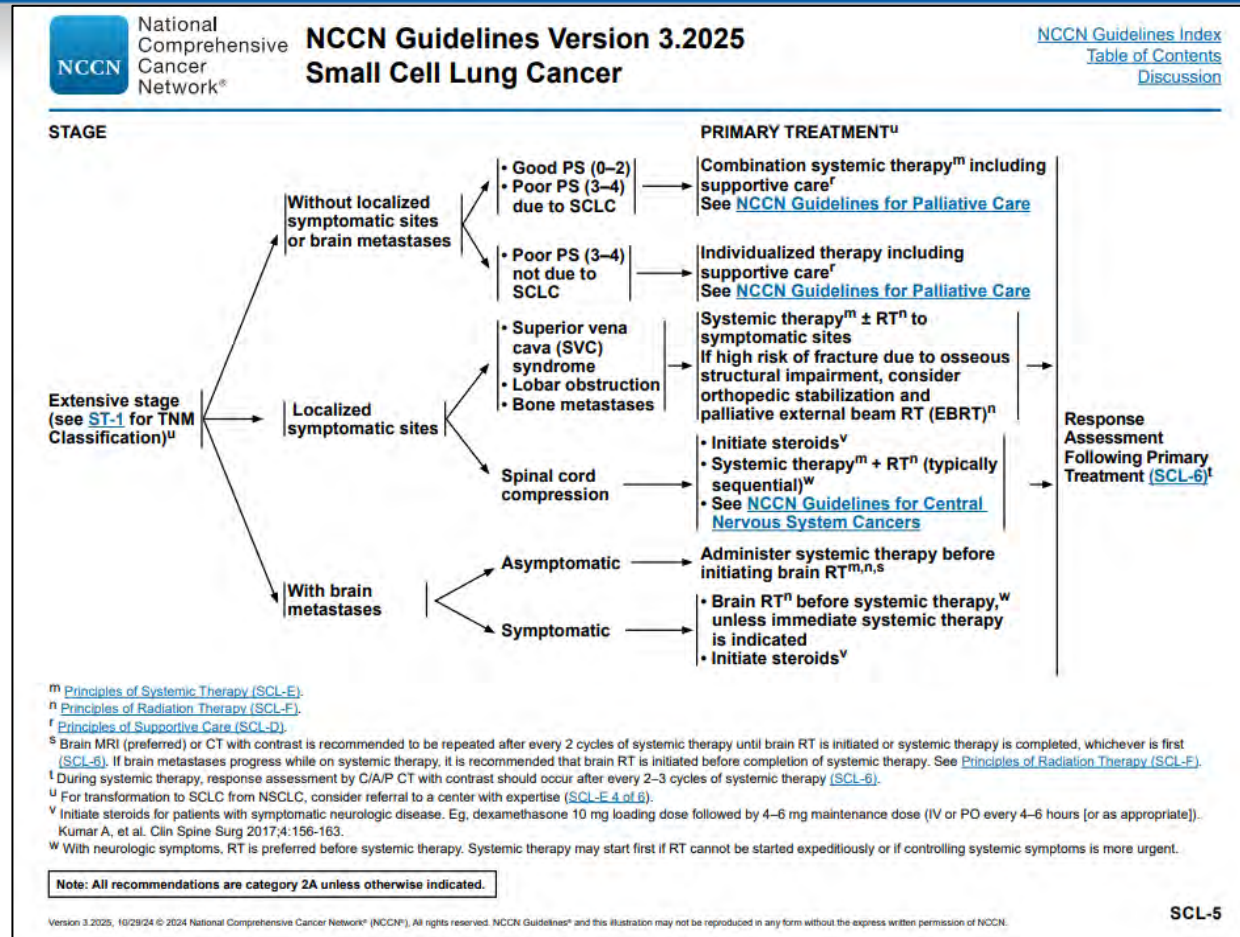 National
Comprehensive
Cancer
Network®
NCCN
NCCN Guidelines Version 3.2025
Small Cell Lung Cancer
NCCN Guidelines Index
Table of Contents
Discussion
STAGE
PRIMARY TREATMENTu
Extensive stage
(see ST-1 for TNM
Classification)u
Without localized
symptomatic sites
or brain metastases
• Good PS (0–2)
• Poor PS (3–4)
due to SCLC
Combination systemic therapym including
supportive carer
See NCCN Guidelines for Palliative Care
• Poor PS (3–4)
not due to
SCLC
Individualized therapy including
supportive carer
See NCCN Guidelines for Palliative Care
Localized
symptomatic sites
• Superior vena
cava (SVC)
syndrome
• Lobar obstruction
• Bone metastases
Systemic therapym ± RTn to
symptomatic sites
If high risk of fracture due to osseous
structural impairment, consider
orthopedic stabilization and
palliative external beam RT (EBRT)n
Spinal cord
compression
• Initiate steroidsv
• Systemic therapym + RTn (typically
sequential)w
• See NCCN Guidelines for Central
Nervous System Cancers
With brain
metastases
Asymptomatic
Administer systemic therapy before
initiating brain RTm,n,s
Symptomatic
• Brain RTn before systemic therapy,w
unless immediate systemic therapy
is indicated
• Initiate steroidsv
Response
Assessment
Following Primary
Treatment (SCL-6)t
m Principles of Systemic Therapy (SCL-E).
n Principles of Radiation Therapy (SCL-F).
r Principles of Supportive Care (SCL-D).
s Brain MRI (preferred) or CT with contrast is recommended to be repeated after every 2 cycles of systemic therapy until brain RT is initiated or systemic therapy is completed, whichever is first
(SCL-6). If brain metastases progress while on systemic therapy, it is recommended that brain RT is initiated before completion of systemic therapy. See Principles of Radiation Therapy (SCL-F).
t During systemic therapy, response assessment by C/A/P CT with contrast should occur after every 2–3 cycles of systemic therapy (SCL-6).
u For transformation to SCLC from NSCLC, consider referral to a center with expertise (SCL-E 4 of 6).
v Initiate steroids for patients with symptomatic neurologic disease. Eg, dexamethasone 10 mg loading dose followed by 4–6 mg maintenance dose (IV or PO every 4–6 hours [or as appropriate]).
Kumar A, et al. Clin Spine Surg 2017;4:156-163.
w With neurologic symptoms, RT is preferred before systemic therapy. Systemic therapy may start first if RT cannot be started expeditiously or if controlling systemic symptoms is more urgent.
Note: All recommendations are category 2A unless otherwise indicated.
Version 3.2025, 10/29/24 © 2024 National Comprehensive Cancer Network® (NCCN®), All rights reserved. NCCN Guidelines® and this illustration may not be reproduced in any form without the express written permission of NCCN.
SCL-5